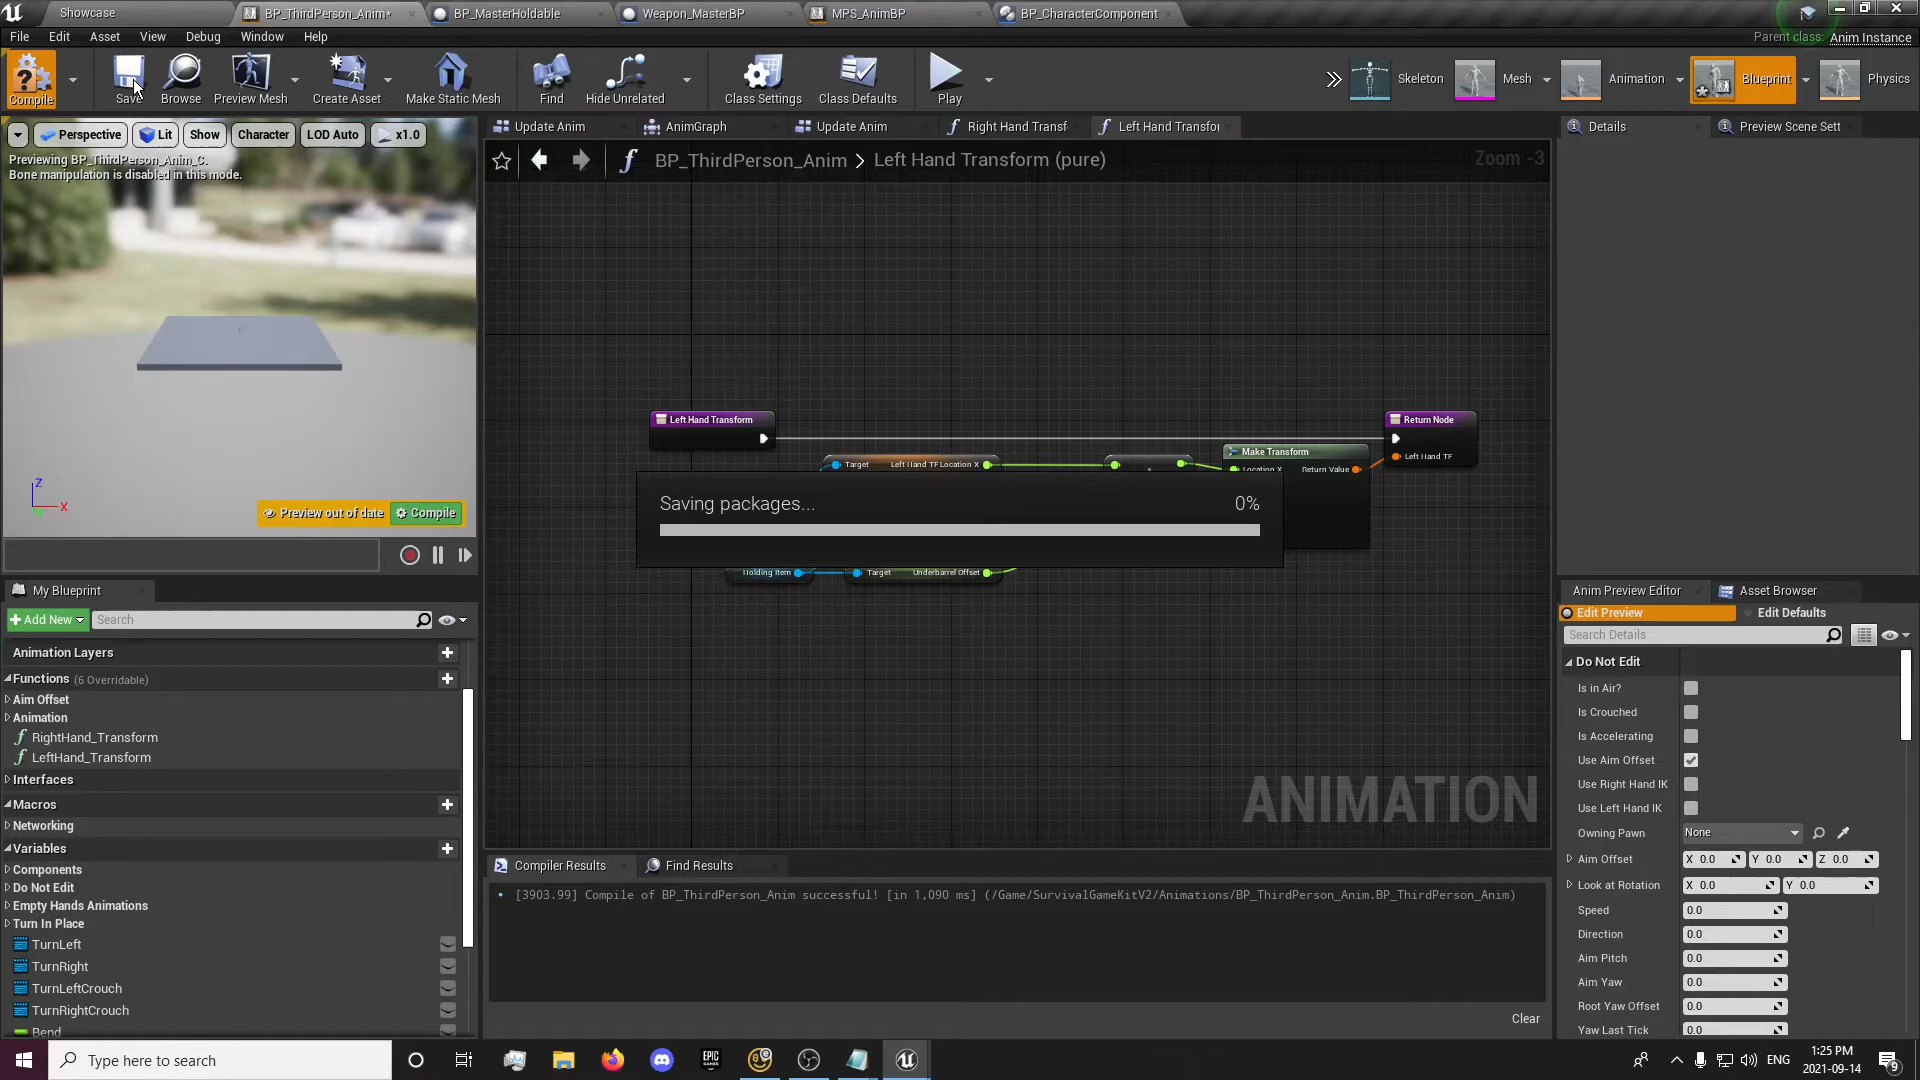 Showcase
BP_ThirdPerson_Anim*
BP_MasterHoldable
Weapon_MasterBP
MPS_AnimBP
BP_CharacterComponent
File Edit Asset View Debug Window Help
Parent class: Anim Instance
Compile
Save
Browse
Preview Mesh
Create Asset
Make Static Mesh
Find
Hide Unrelated
Class Settings
Class Defaults
Play
Skeleton
Mesh
Animation
Blueprint
Physics
Perspective
Lit
Show
Character
LOD Auto
x1.0
Previewing BP_ThirdPerson_Anim_C.
Bone manipulation is disabled in this mode.
Z
X
Preview out of date
Compile
Update Anim
AnimGraph
Update Anim
Right Hand Transf
Left Hand Transfo
BP_ThirdPerson_Anim > Left Hand Transform (pure)
Zoom -3
Left Hand Transform
Return Node
Left Hand TF
Target Left Hand TF Location X
Make Transform
Location X Return Value
Saving packages... 0%
Holding Item
Target Underbarrel Offset
ANIMATION
My Blueprint
Add New
Search
Animation Layers
Functions (6 Overridable)
Aim Offset
Animation
RightHand_Transform
LeftHand_Transform
Interfaces
Macros
Networking
Variables
Components
Do Not Edit
Empty Hands Animations
Turn In Place
TurnLeft
TurnRight
TurnLeftCrouch
TurnRightCrouch
Bend
Compiler Results
Find Results
[3903.99] Compile of BP_ThirdPerson_Anim successful! [in 1,090 ms] (/Game/SurvivalGameKitV2/Animations/BP_ThirdPerson_Anim.BP_ThirdPerson_Anim)
Clear
Details
Preview Scene Sett
Anim Preview Editor
Asset Browser
Edit Preview
Edit Defaults
Search Details
Do Not Edit
Is in Air?
Is Crouched
Is Accelerating
Use Aim Offset
Use Right Hand IK
Use Left Hand IK
Owning Pawn None
Aim Offset X 0.0 Y 0.0 Z 0.0
Look at Rotation X 0.0 Y 0.0
Speed 0.0
Direction 0.0
Aim Pitch 0.0
Aim Yaw 0.0
Root Yaw Offset 0.0
Yaw Last Tick 0.0
Type here to search
EPIC
ENG
1:25 PM
2021-09-14
9